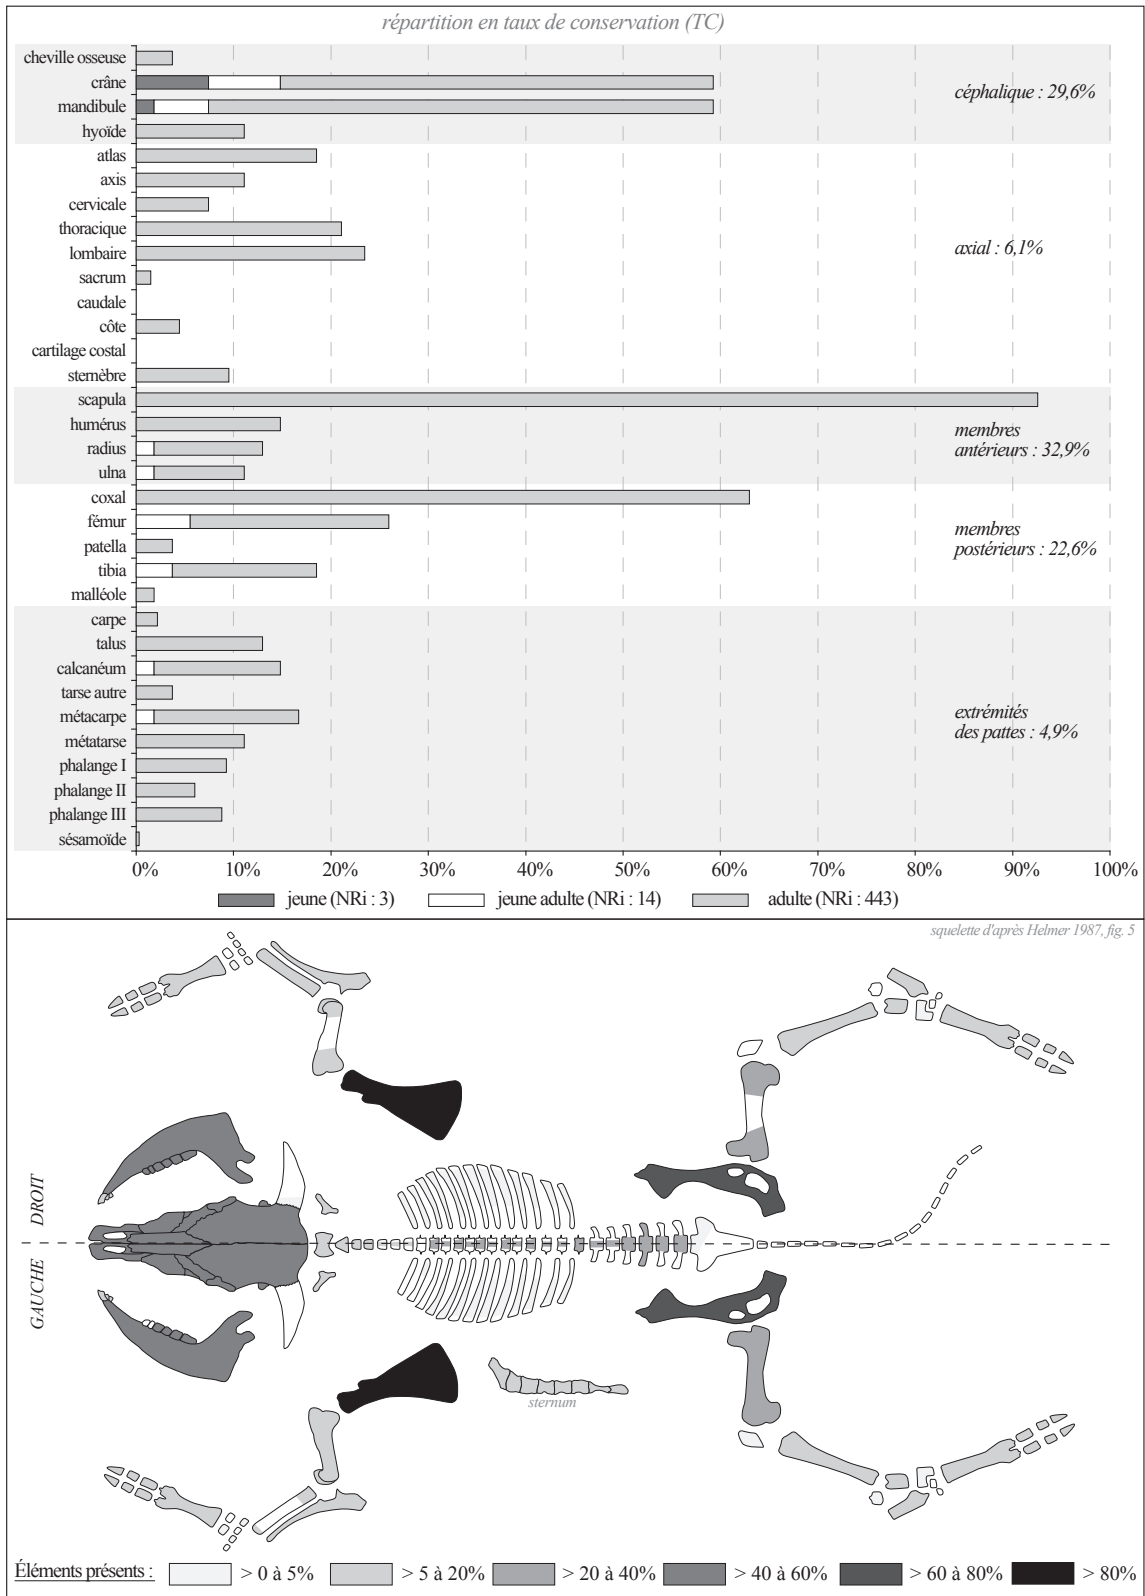 répartition en taux de conservation (TC)
cheville osseuse
crâne
mandibule
hyoïde
céphalique : 29,6%
atlas
axis
cervicale
thoracique
lombaire
sacrum
caudale
côte
cartilage costal
sternèbre
axial : 6,1%
scapula
humérus
radius
ulna
membres
antérieurs : 32,9%
coxal
fémur
patella
tibia
malléole
membres
postérieurs : 22,6%
carpe
talus
calcanéum
tarse autre
métacarpe
métatarse
phalange I
phalange II
phalange III
sésamoïde
extrémités
des pattes : 4,9%
0% 10% 20% 30% 40% 50% 60% 70% 80% 90% 100%
jeune (NRi : 3) jeune adulte (NRi : 14) adulte (NRi : 443)
squelette d'après Helmer 1987, fig. 5
DROIT
GAUCHE
sternum
Éléments présents : > 0 à 5% > 5 à 20% > 20 à 40% > 40 à 60% > 60 à 80% > 80%